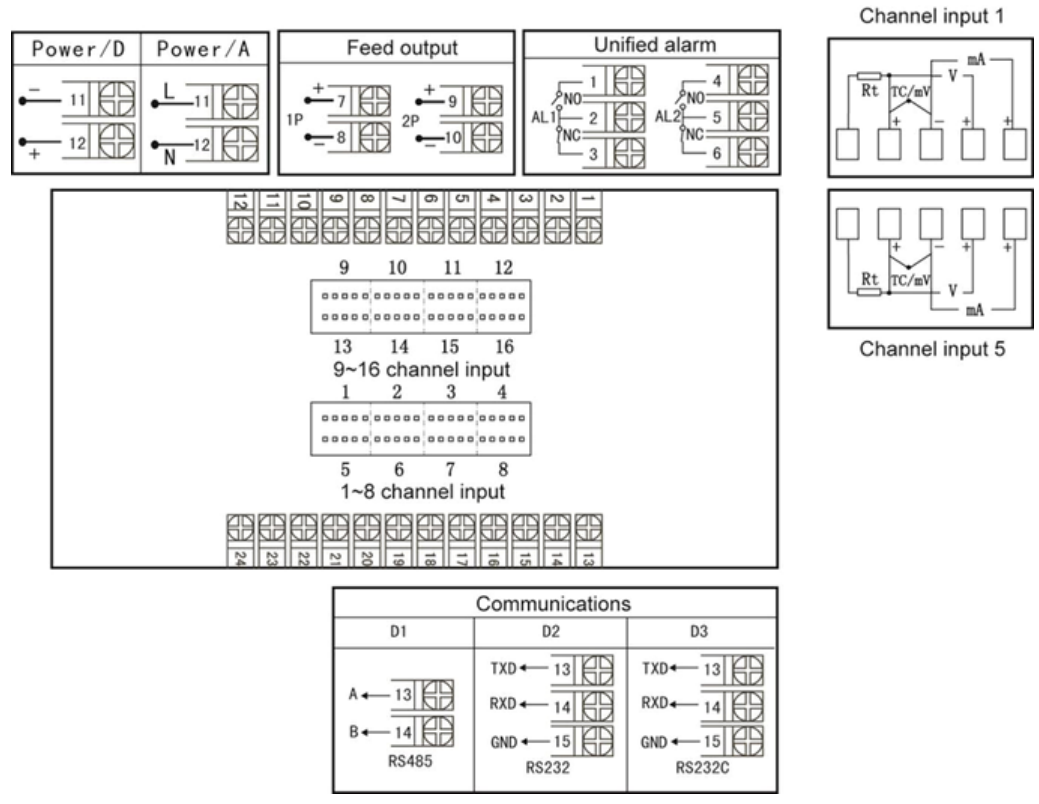 Channel input 1
Power/D Power/A
Feed output
Unified alarm
- 11
+ 12
L 11
N 12
1P
+ 7
- 8
2P
+ 9
- 10
AL1
1
NO
2
NC
3
AL2
4
NO
5
NC
6
mA
V
Rt TC/mV
+ - + +
12 11 10 9 8 7 6 5 4 3 2 1
9 10 11 12
13 14 15 16
9~16 channel input
1 2 3 4
5 6 7 8
1~8 channel input
24 23 22 21 20 19 18 17 16 15 14 13
+ - + +
Rt TC/mV
V
mA
Channel input 5
Communications
D1 D2 D3
A 13
B 14
RS485
TXD 13
RXD 14
GND 15
RS232
TXD 13
RXD 14
GND 15
RS232C